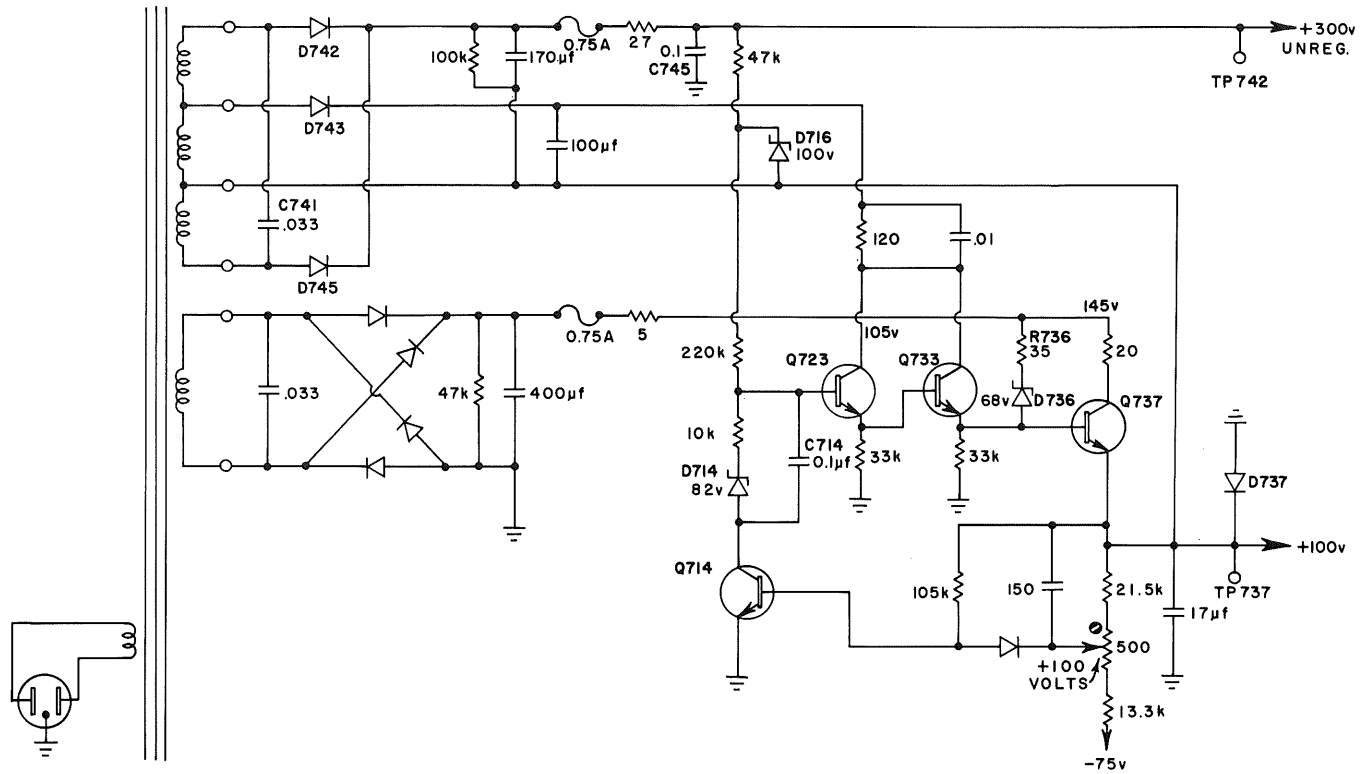 D742
100k
170µf
0.75A
27
0.1
C745
47k
+300v
UNREG.
TP742
D743
100µf
D716
100v
C741
.033
D745
120
.01
.033
47k
400µf
0.75A
5
105v
145v
220k
Q723
Q733
R736
35
20
68v
D736
Q737
10k
C714
0.1µf
33k
33k
D714
82v
D737
+100v
TP737
Q714
105k
150
21.5k
17µf
500
+100
VOLTS
13.3k
-75v